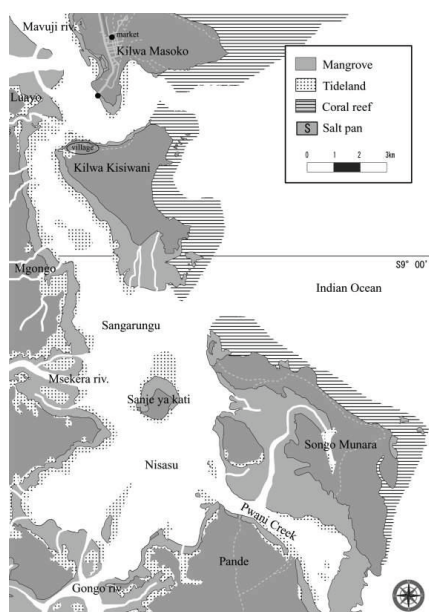 Mavuji riv.
market
Kilwa Masoko
Mangrove
Tideland
Coral reef
S Salt pan
0 1 2 3km
Luayo
village
Kilwa Kisiwani
S9° 00'
Mgongo
Indian Ocean
Sangarungu
Msekera riv.
Sanje ya kati
Songo Munara
Nisasu
Pwani Creek
Pande
Gongo riv.